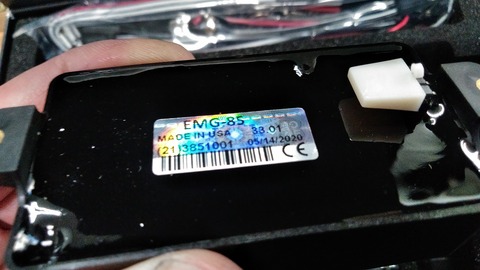 EMG-85
MADE IN USA 33.01
(21)3851001 05/14/2020
CE